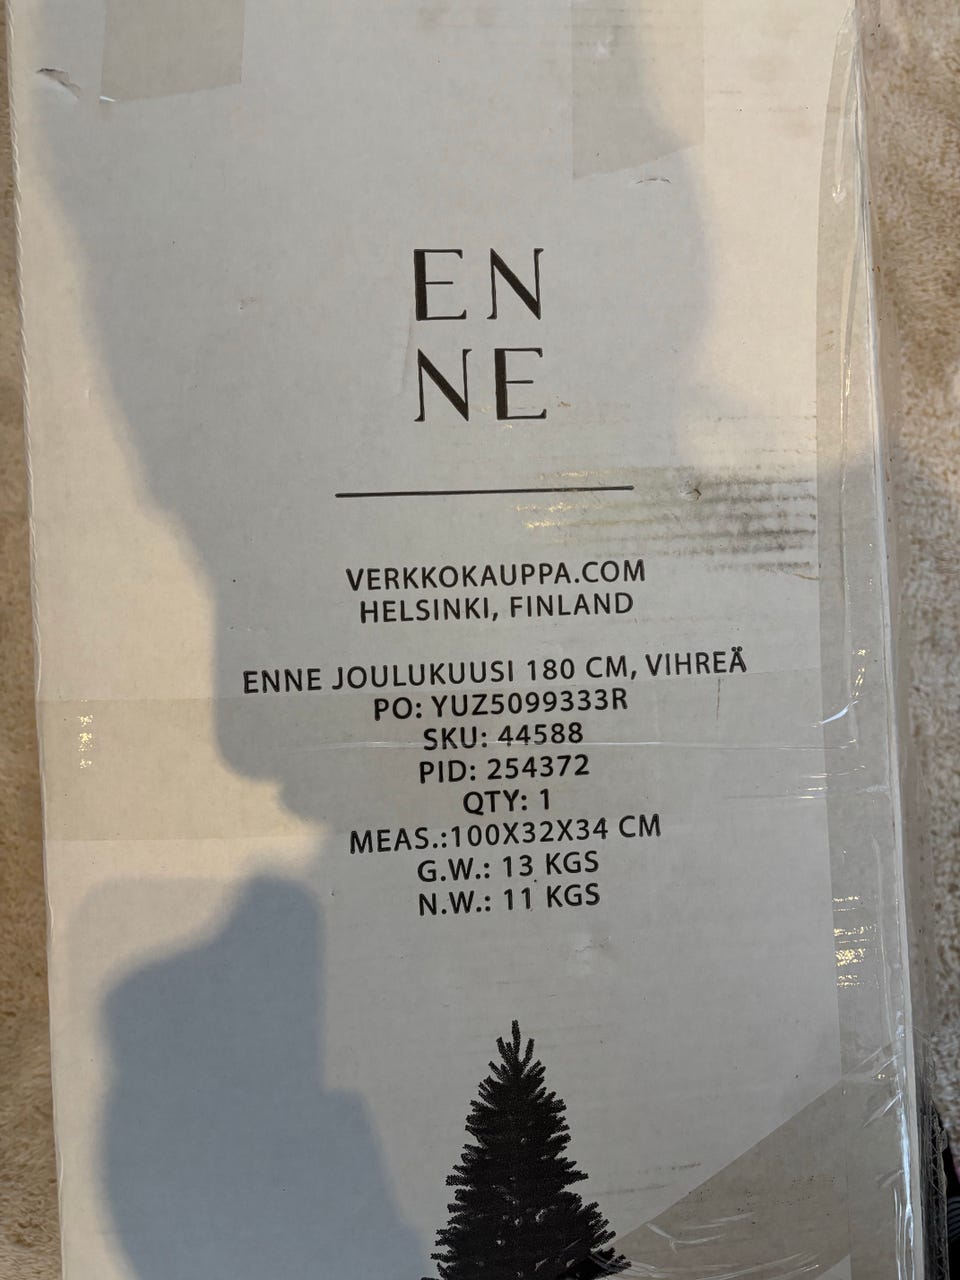 EN
NE
VERKKOKAUPPA.COM
HELSINKI, FINLAND
ENNE JOULUKUUSI 180 CM, VIHREÄ
PO: YUZ5099333R
SKU: 44588
PID: 254372
QTY: 1
MEAS.:100X32X34 CM
G.W.: 13 KGS
N.W.: 11 KGS